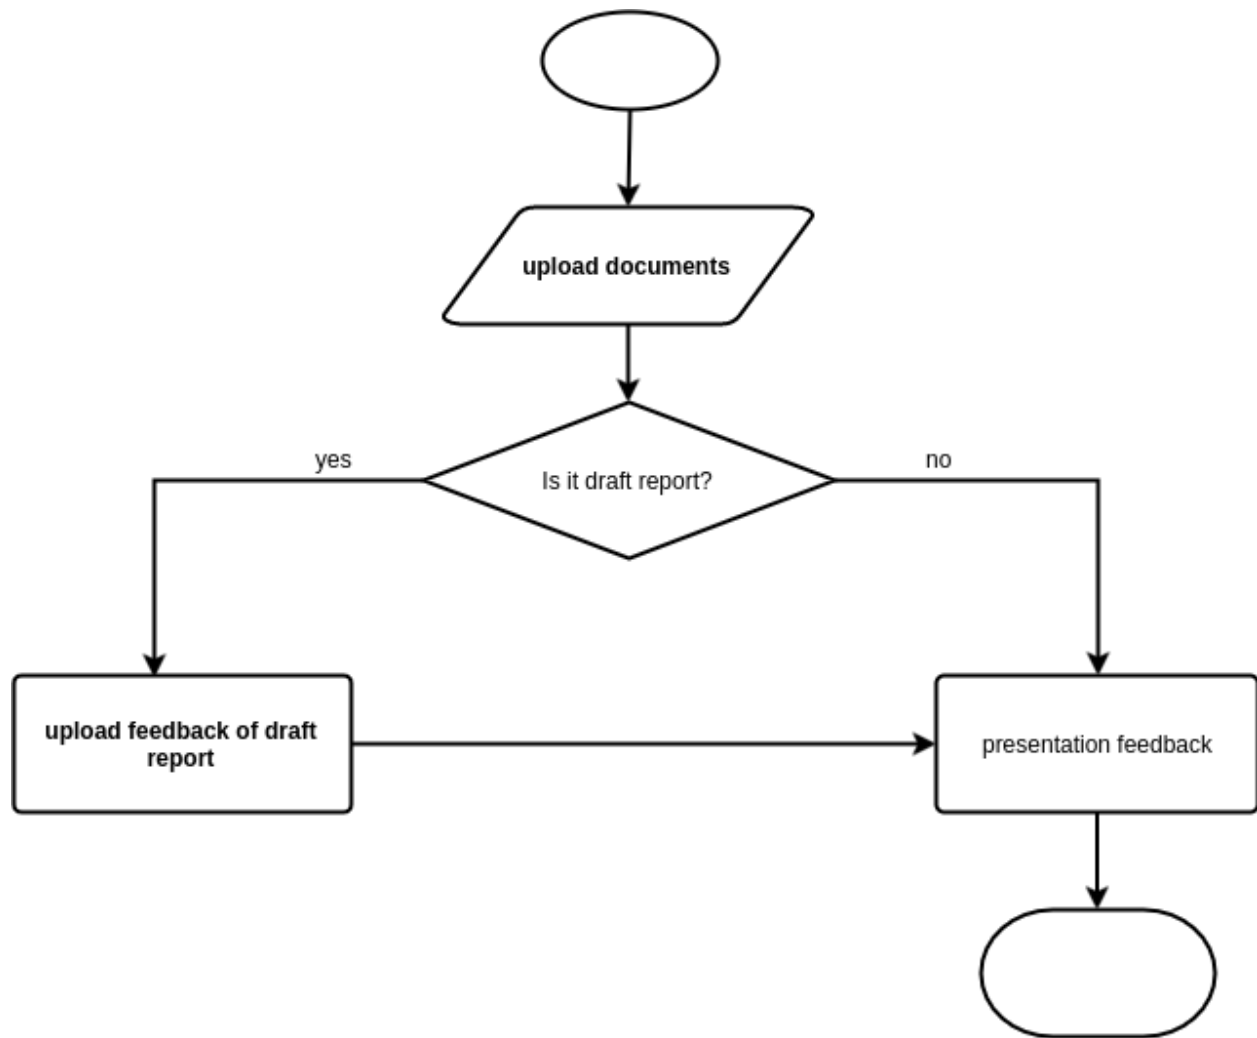 upload documents
yes
Is it draft report?
no
upload feedback of draft
report
presentation feedback